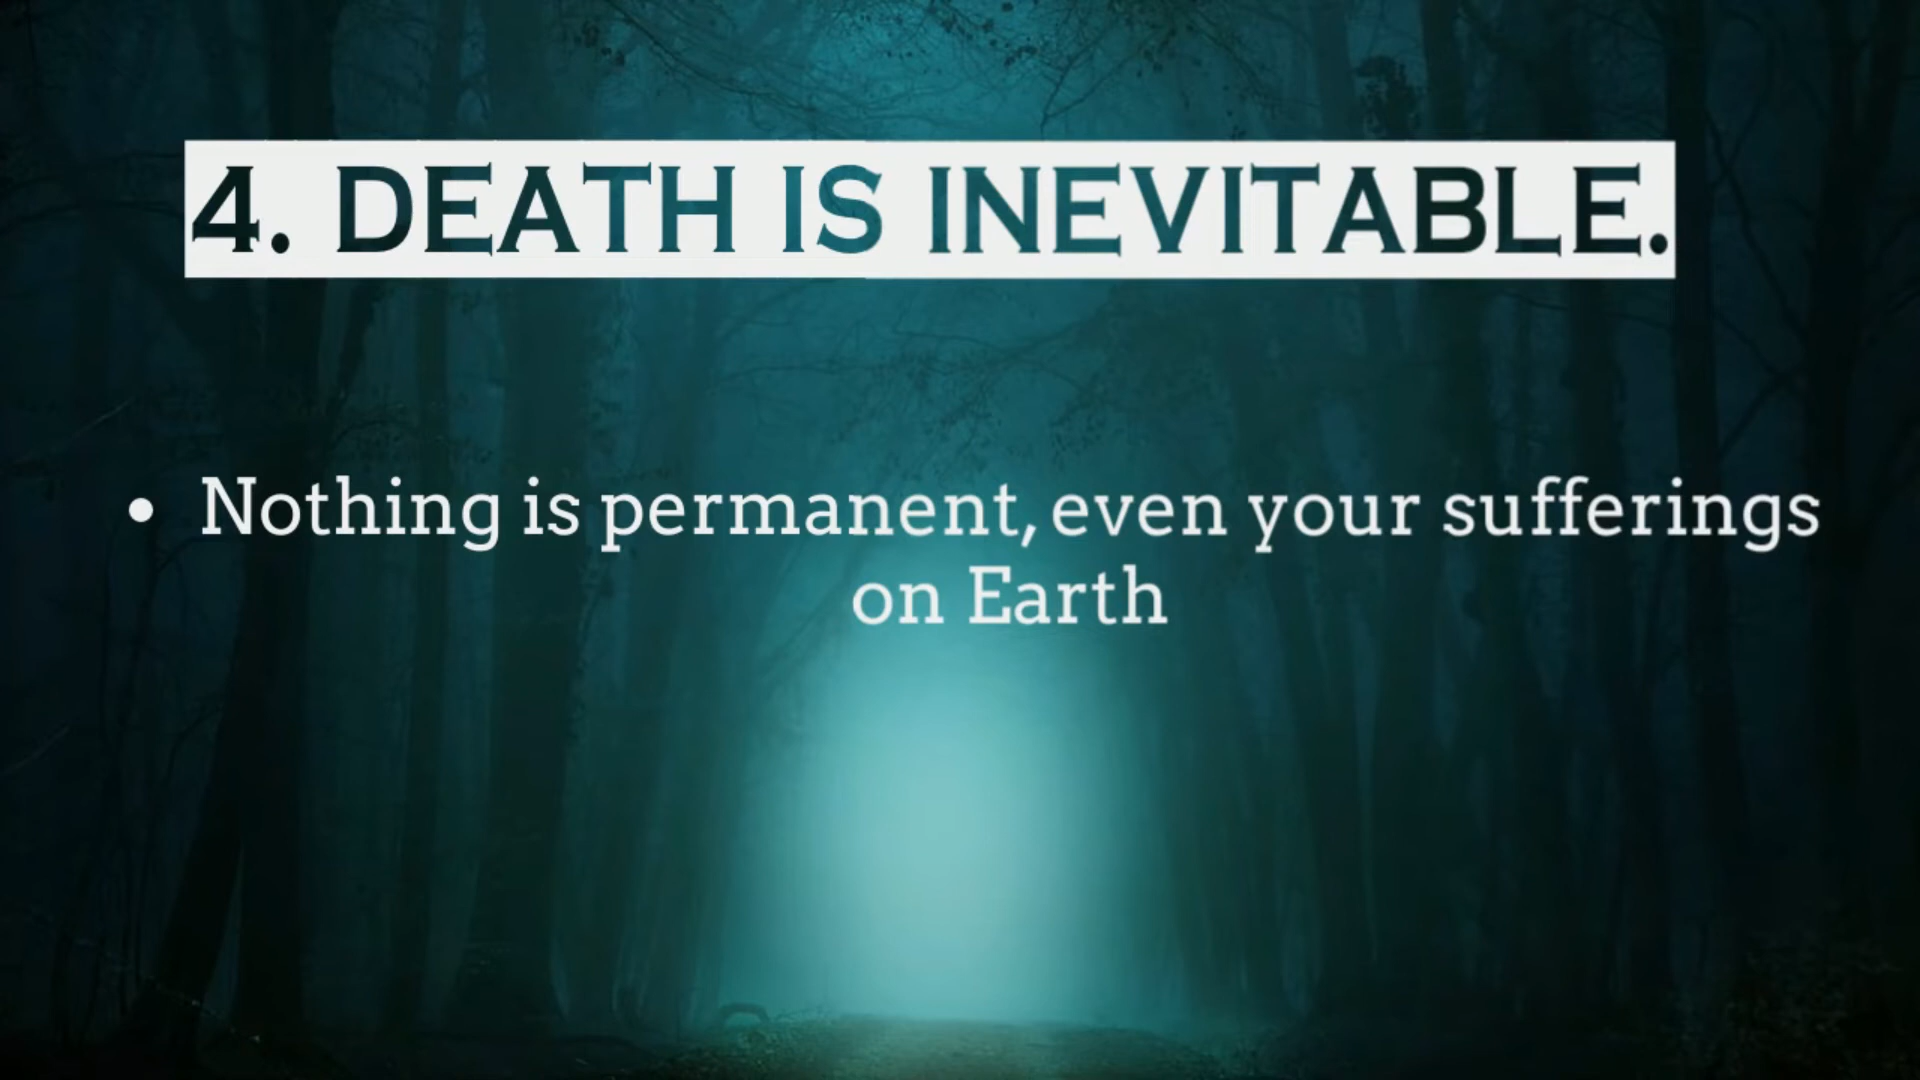 4. DEATH IS INEVITABLE.
• Nothing is permanent, even your sufferings
on Earth